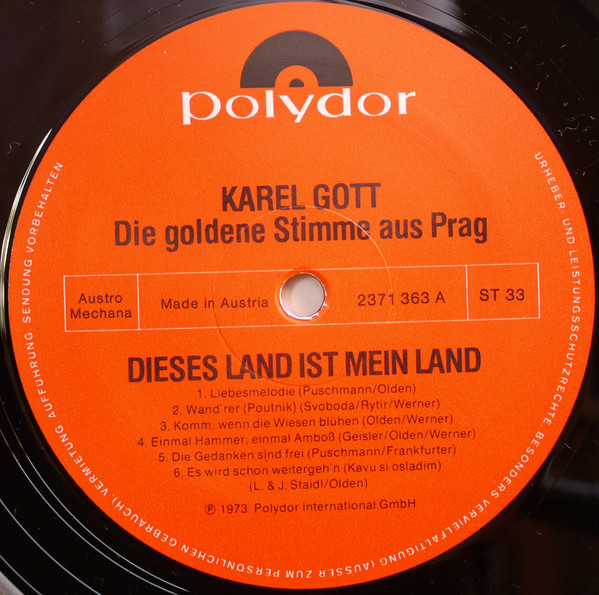 polydor
KAREL GOTT
Die goldene Stimme aus Prag
Austro
Mechana
Made in Austria
2371 363 A
ST 33
DIESES LAND IST MEIN LAND
1. Liebesmelodie (Puschmann/Olden)
2. Wand'rer (Poutnik) (Svoboda/Rytir/Werner)
3. Komm, wenn die Wiesen blühen (Olden/Werner)
4. Einmal Hammer, einmal Amboß (Geisler/Olden/Werner)
5. Die Gedanken sind frei (Puschmann/Frankfurter)
6. Es wird schon weitergeh'n (Kavu si osladim)
(L. & J. Staidl/Olden)
Ⓟ 1973 Polydor International GmbH
URHEBER- UND LEISTUNGSSCHUTZRECHTE, BESONDERS VERVIELFÄLTIGUNG (AUSSER ZUM PERSÖNLICHEN GEBRAUCH), VERMIETUNG, AUFFÜHRUNG, SENDUNG VORBEHALTEN